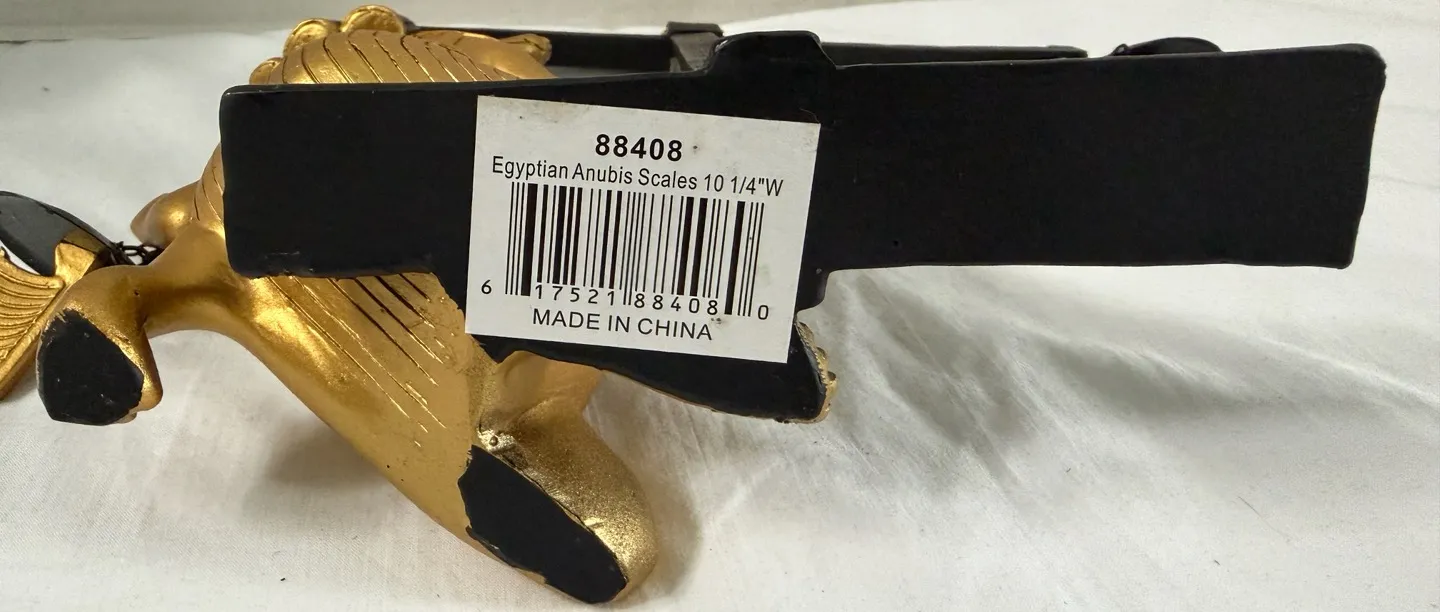 88408
Egyptian Anubis Scales 10 1/4"W
6 17521 88408 0
MADE IN CHINA